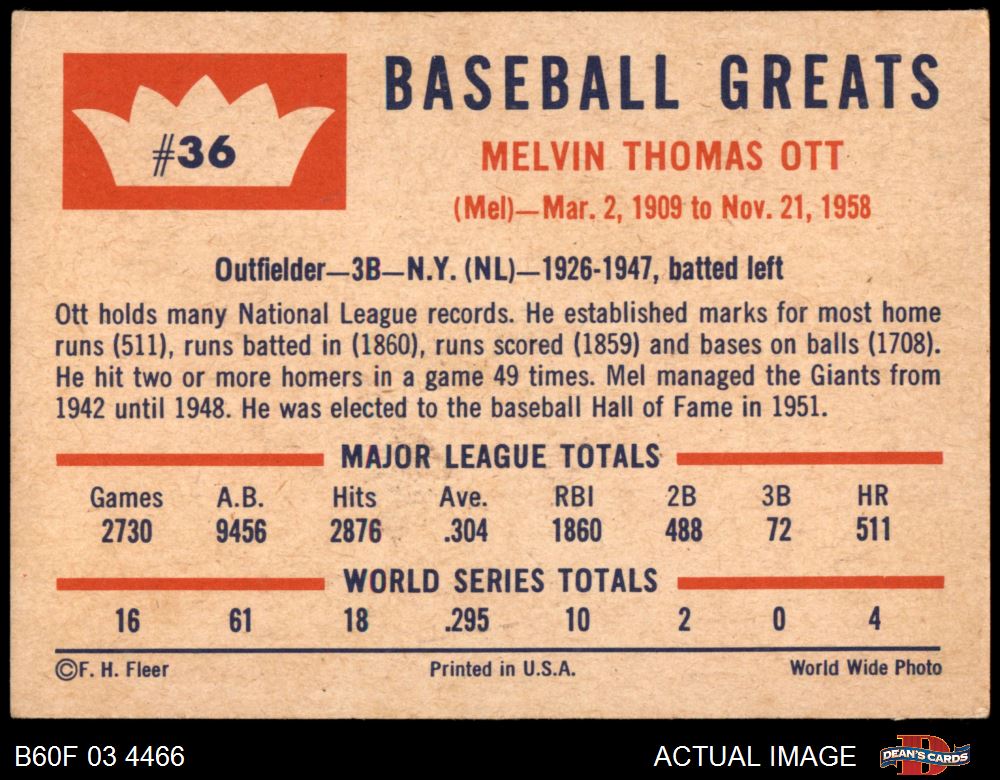 BASEBALL GREATS
#36
MELVIN THOMAS OTT
(Mel)—Mar. 2, 1909 to Nov. 21, 1958
Outfielder—3B—N.Y. (NL)—1926-1947, batted left
Ott holds many National League records. He established marks for most home
runs (511), runs batted in (1860), runs scored (1859) and bases on balls (1708).
He hit two or more homers in a game 49 times. Mel managed the Giants from
1942 until 1948. He was elected to the baseball Hall of Fame in 1951.
MAJOR LEAGUE TOTALS
Games A.B. Hits Ave. RBI 2B 3B HR
2730 9456 2876 .304 1860 488 72 511
WORLD SERIES TOTALS
16 61 18 .295 10 2 0 4
©F. H. Fleer Printed in U.S.A. World Wide Photo
B60F 03 4466 ACTUAL IMAGE D DEAN'S CARDS